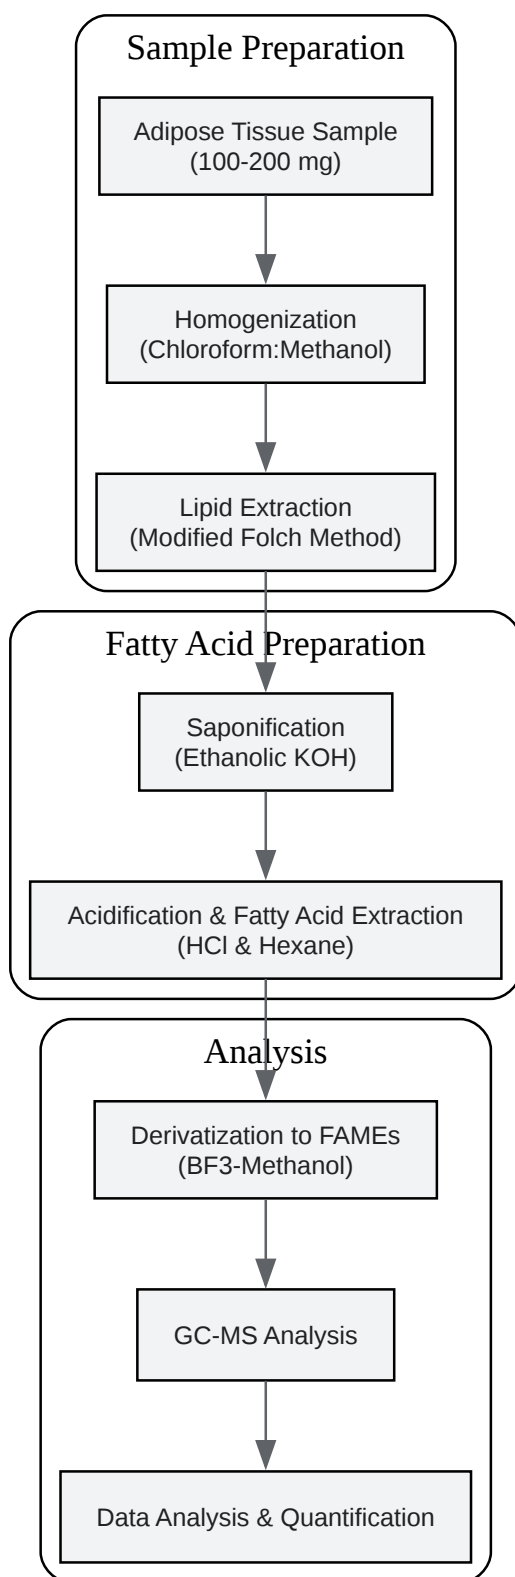 Sample Preparation
Adipose Tissue Sample
(100-200 mg)
Homogenization
(Chloroform:Methanol)
Lipid Extraction
(Modified Folch Method)
Fatty Acid Preparation
Saponification
(Ethanolic KOH)
Acidification & Fatty Acid Extraction
(HCl & Hexane)
Analysis
Derivatization to FAMEs
(BF3-Methanol)
GC-MS Analysis
Data Analysis & Quantification